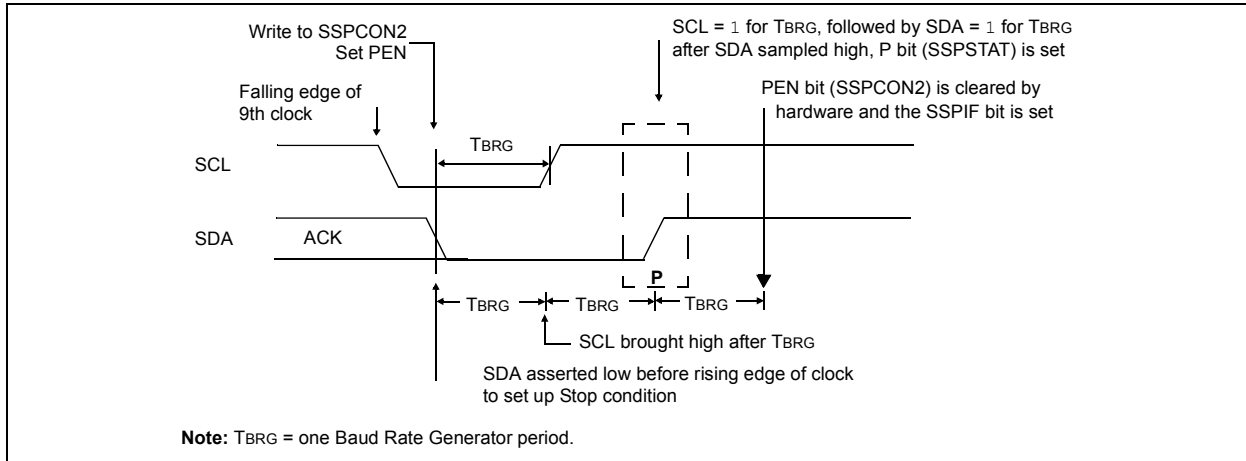 Write to SSPCON2
Set PEN
SCL = 1 for TBRG, followed by SDA = 1 for TBRG
after SDA sampled high, P bit (SSPSTAT) is set
Falling edge of
9th clock
PEN bit (SSPCON2) is cleared by
hardware and the SSPIF bit is set
TBRG
SCL
SDA
ACK
P
TBRG
TBRG
TBRG
SCL brought high after TBRG
SDA asserted low before rising edge of clock
to set up Stop condition
Note: TBRG = one Baud Rate Generator period.